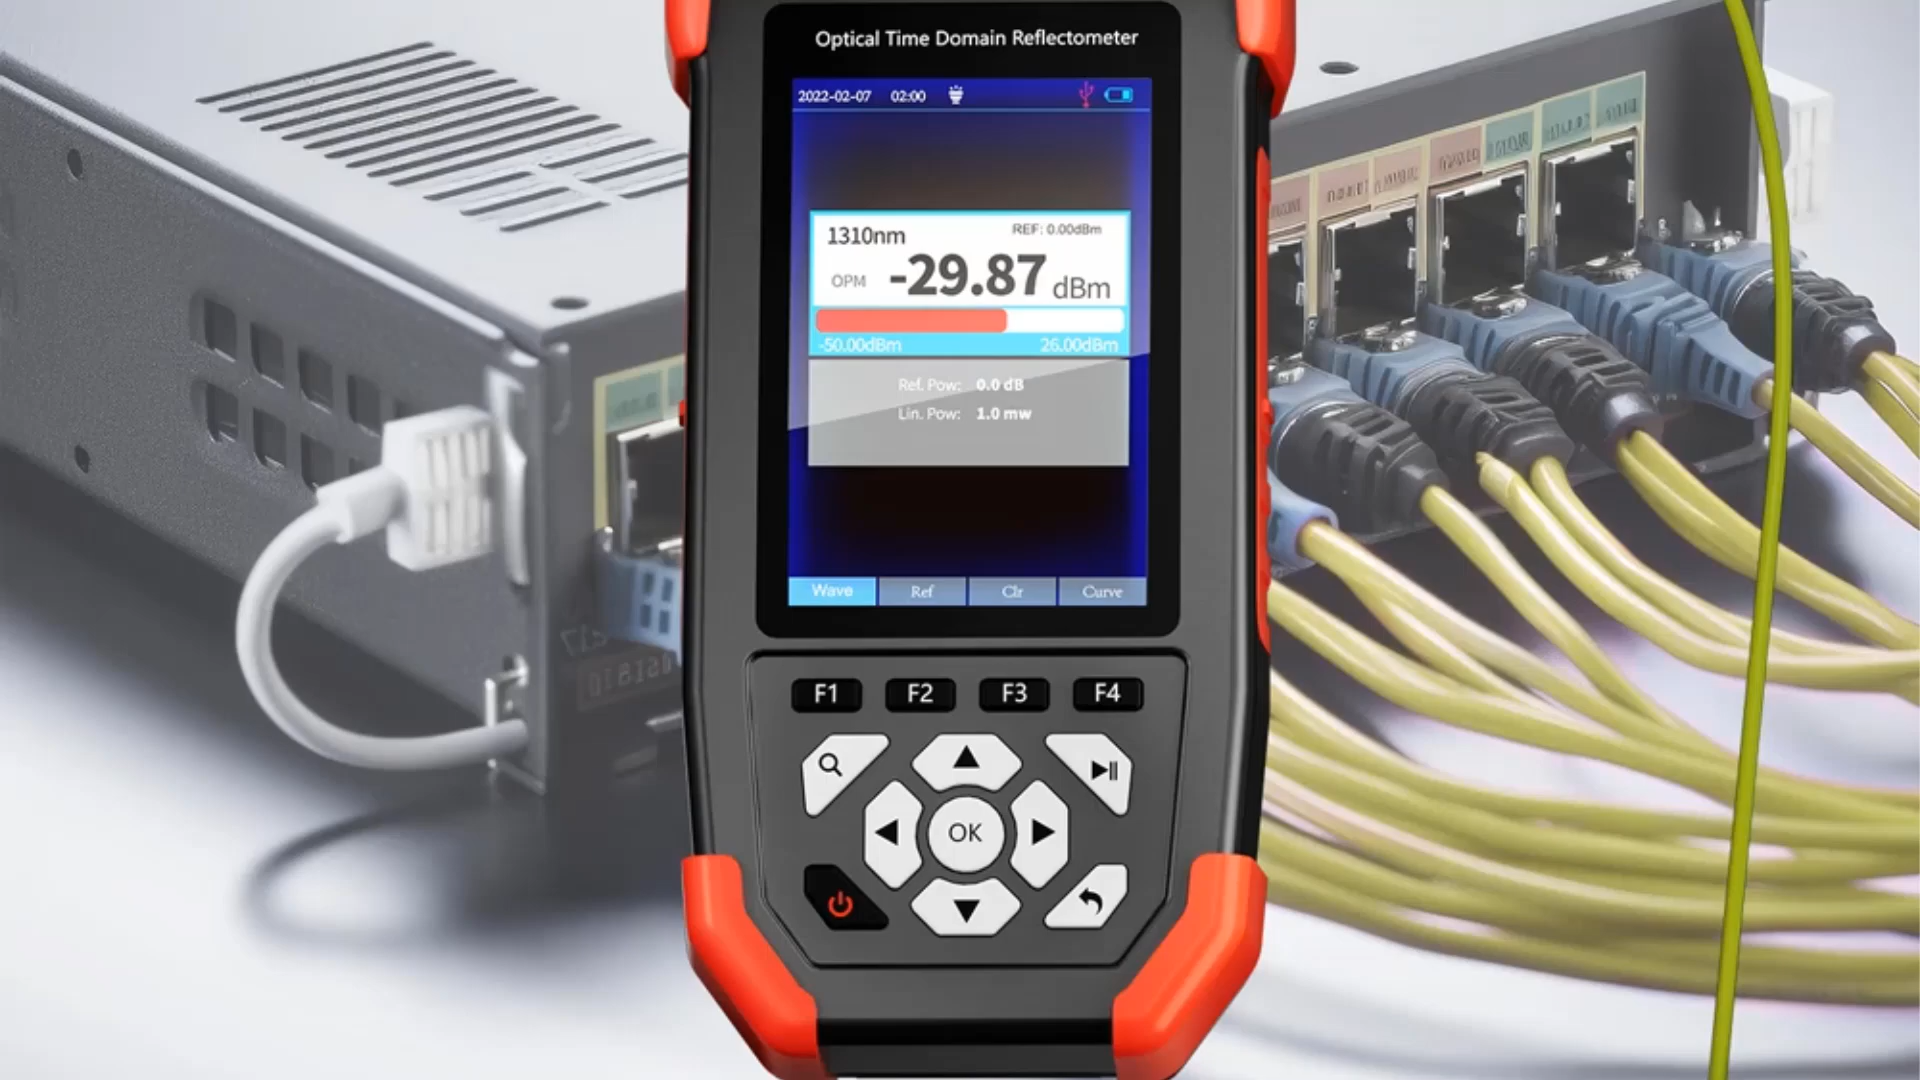 Optical Time Domain Reflectometer
2022-02-07 02:00
1310nm REF: 0.00dBm
OPM -29.87 dBm
-50.00dBm 26.00dBm
Ref. Pow: 0.0 dB
Lin. Pow: 1.0 mw
Wave Ref Clr Curve
F1 F2 F3 F4
OK